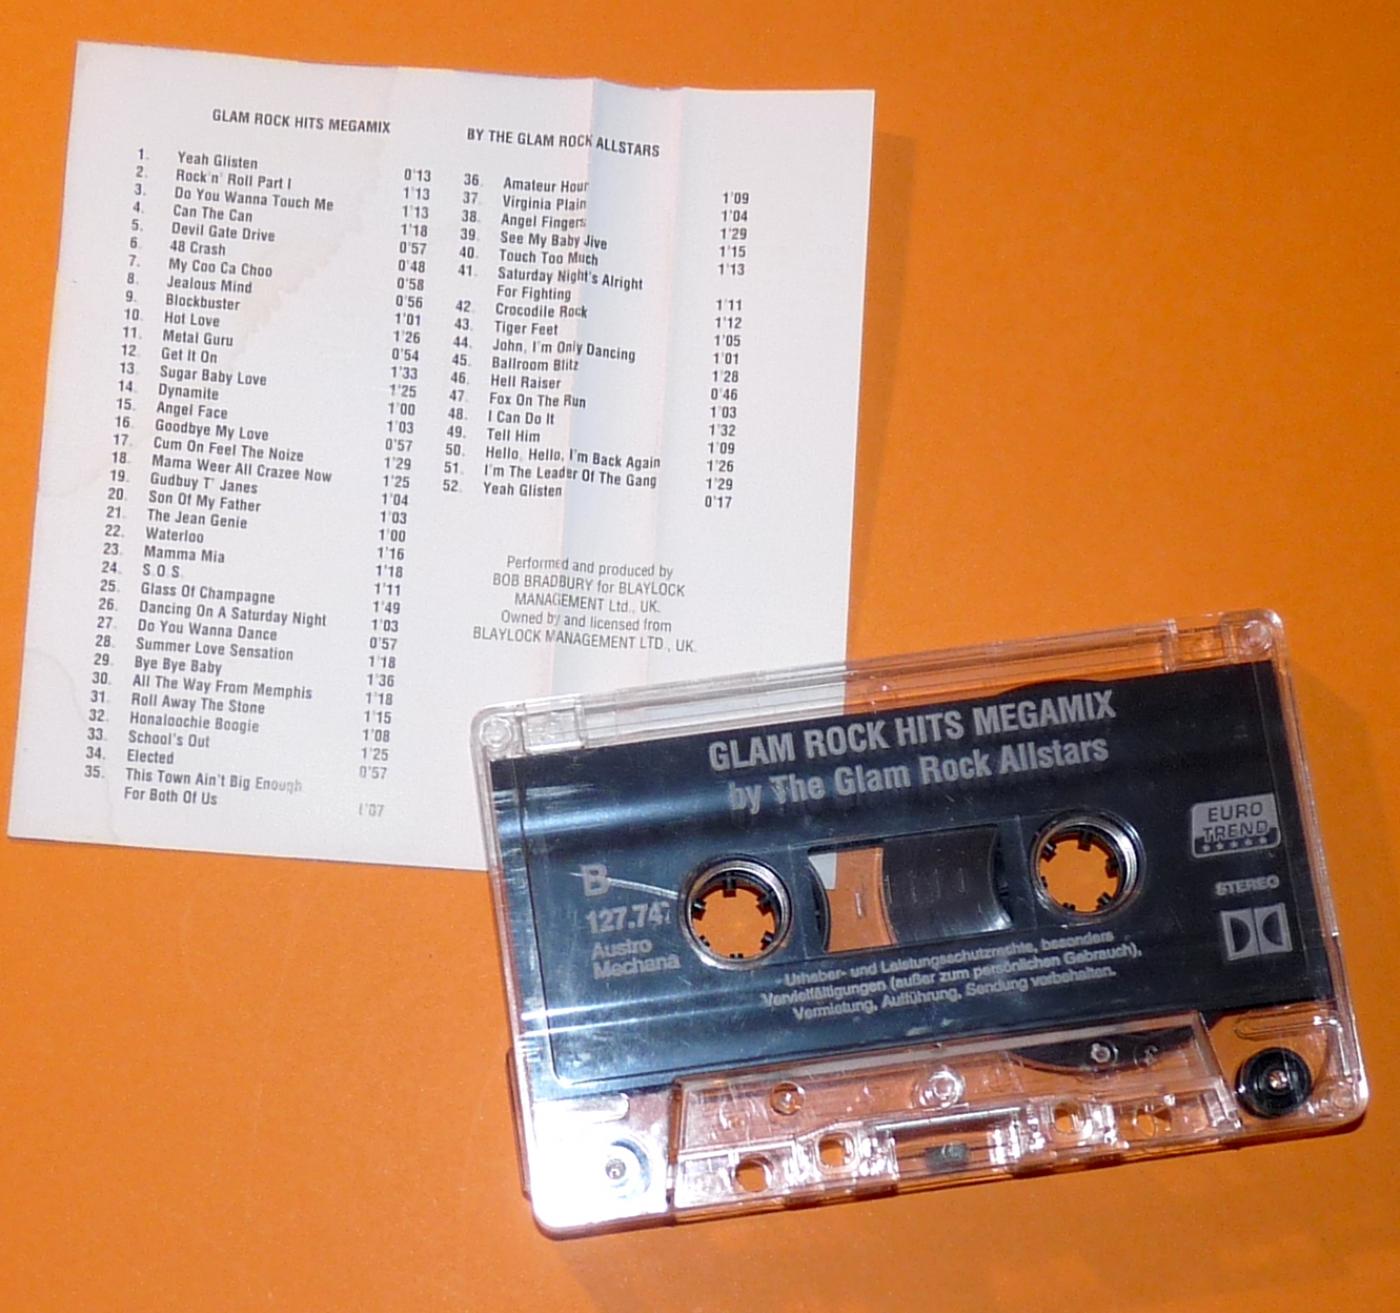 GLAM ROCK HITS MEGAMIX
1. Yeah Glisten 0'13
2. Rock'n' Roll Part I 1'13
3. Do You Wanna Touch Me 1'13
4. Can The Can 1'18
5. Devil Gate Drive 0'57
6. 48 Crash 0'48
7. My Coo Ca Choo 0'58
8. Jealous Mind 0'56
9. Blockbuster 1'01
10. Hot Love 1'26
11. Metal Guru 0'54
12. Get It On 1'33
13. Sugar Baby Love 1'25
14. Dynamite 1'00
15. Angel Face 1'03
16. Goodbye My Love 0'57
17. Cum On Feel The Noize 1'29
18. Mama Weer All Crazee Now 1'25
19. Gudbuy T' Janes 1'04
20. Son Of My Father 1'03
21. The Jean Genie 1'00
22. Waterloo 1'16
23. Mamma Mia 1'18
24. S.O.S. 1'11
25. Glass Of Champagne 1'49
26. Dancing On A Saturday Night 1'03
27. Do You Wanna Dance 0'57
28. Summer Love Sensation 1'18
29. Bye Bye Baby 1'36
30. All The Way From Memphis 1'18
31. Roll Away The Stone 1'15
32. Honaloochie Boogie 1'08
33. School's Out 1'25
34. Elected 0'57
35. This Town Ain't Big Enough
For Both Of Us 1'07
BY THE GLAM ROCK ALLSTARS
36. Amateur Hour 1'09
37. Virginia Plain 1'04
38. Angel Fingers 1'29
39. See My Baby Jive 1'15
40. Touch Too Much 1'13
41. Saturday Night's Alright
For Fighting 1'11
42. Crocodile Rock 1'12
43. Tiger Feet 1'05
44. John, I'm Only Dancing 1'01
45. Ballroom Blitz 1'28
46. Hell Raiser 0'46
47. Fox On The Run 1'03
48. I Can Do It 1'32
49. Tell Him 1'09
50. Hello, Hello, I'm Back Again 1'26
51. I'm The Leader Of The Gang 1'29
52. Yeah Glisten 0'17
Performed and produced by
BOB BRADBURY for BLAYLOCK
MANAGEMENT Ltd., UK.
Owned by and licensed from
BLAYLOCK MANAGEMENT LTD., UK.
GLAM ROCK HITS MEGAMIX
by The Glam Rock Allstars
EURO
TREND
STEREO
B
127.747
Austro
Mechana
Urheber- und Leistungsschutzrechte, besonders
Vervielfältigungen (außer zum persönlichen Gebrauch),
Vermietung, Aufführung, Sendung vorbehalten.